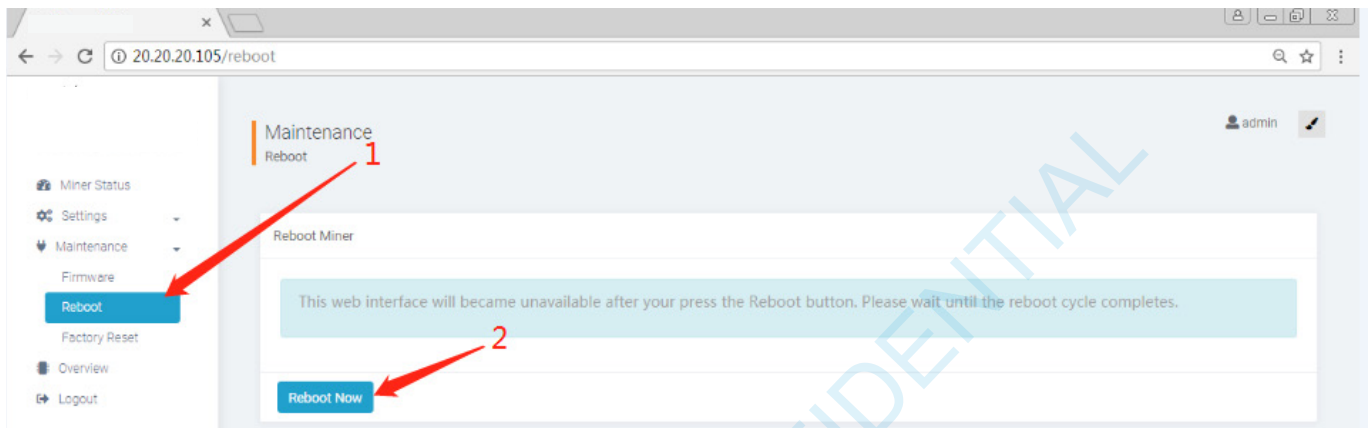 20.20.20.105/reboot
admin
Maintenance
Reboot
1
Miner Status
Settings
Maintenance
Firmware
Reboot
Factory Reset
Overview
Logout
Reboot Miner
This web interface will became unavailable after your press the Reboot button. Please wait until the reboot cycle completes.
2
Reboot Now